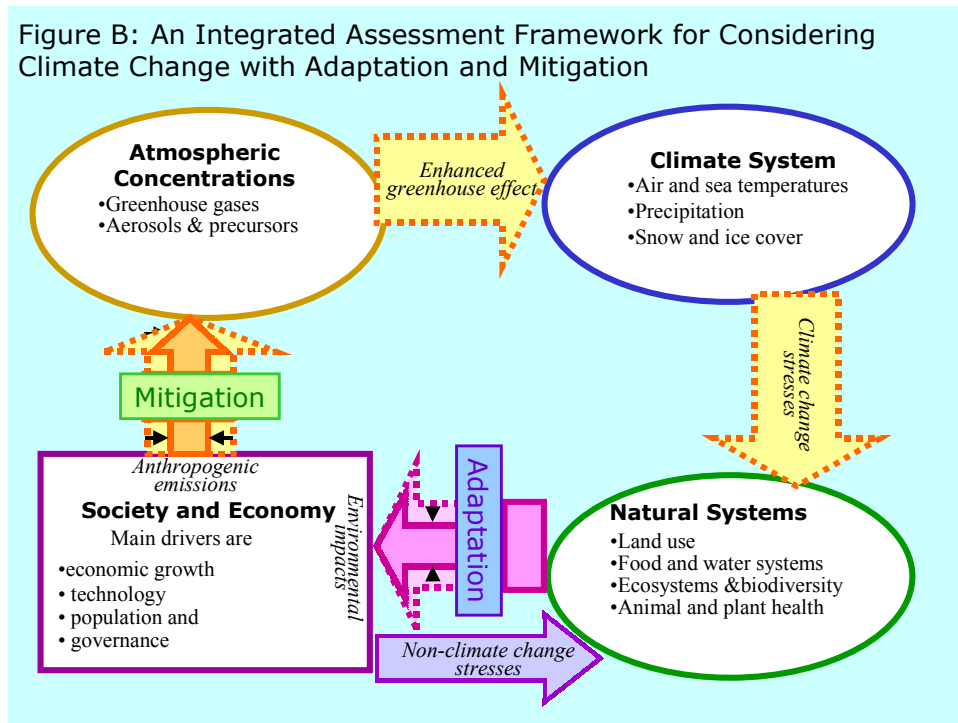 Figure B: An Integrated Assessment Framework for Considering
Climate Change with Adaptation and Mitigation
Atmospheric
Concentrations
•Greenhouse gases
•Aerosols & precursors
Enhanced
greenhouse effect
Climate System
•Air and sea temperatures
•Precipitation
•Snow and ice cover
Climate change
stresses
Mitigation
Anthropogenic
emissions
Society and Economy
Main drivers are
•economic growth
• technology
• population and
• governance
Environmental
impacts
Adaptation
Natural Systems
•Land use
•Food and water systems
•Ecosystems &biodiversity
•Animal and plant health
Non-climate change
stresses